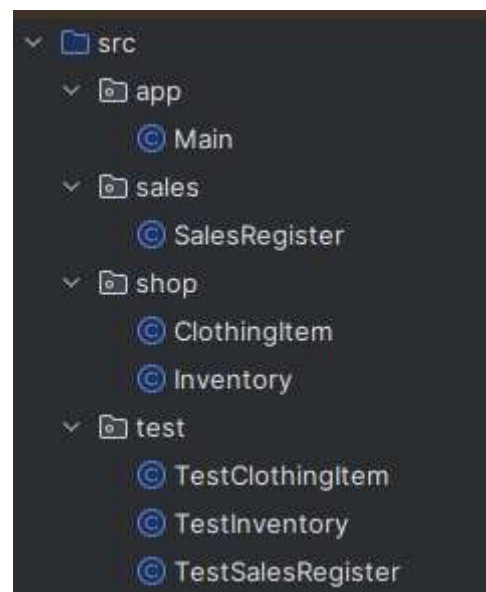 src
app
Main
sales
SalesRegister
shop
ClothingItem
Inventory
test
TestClothingItem
TestInventory
TestSalesRegister